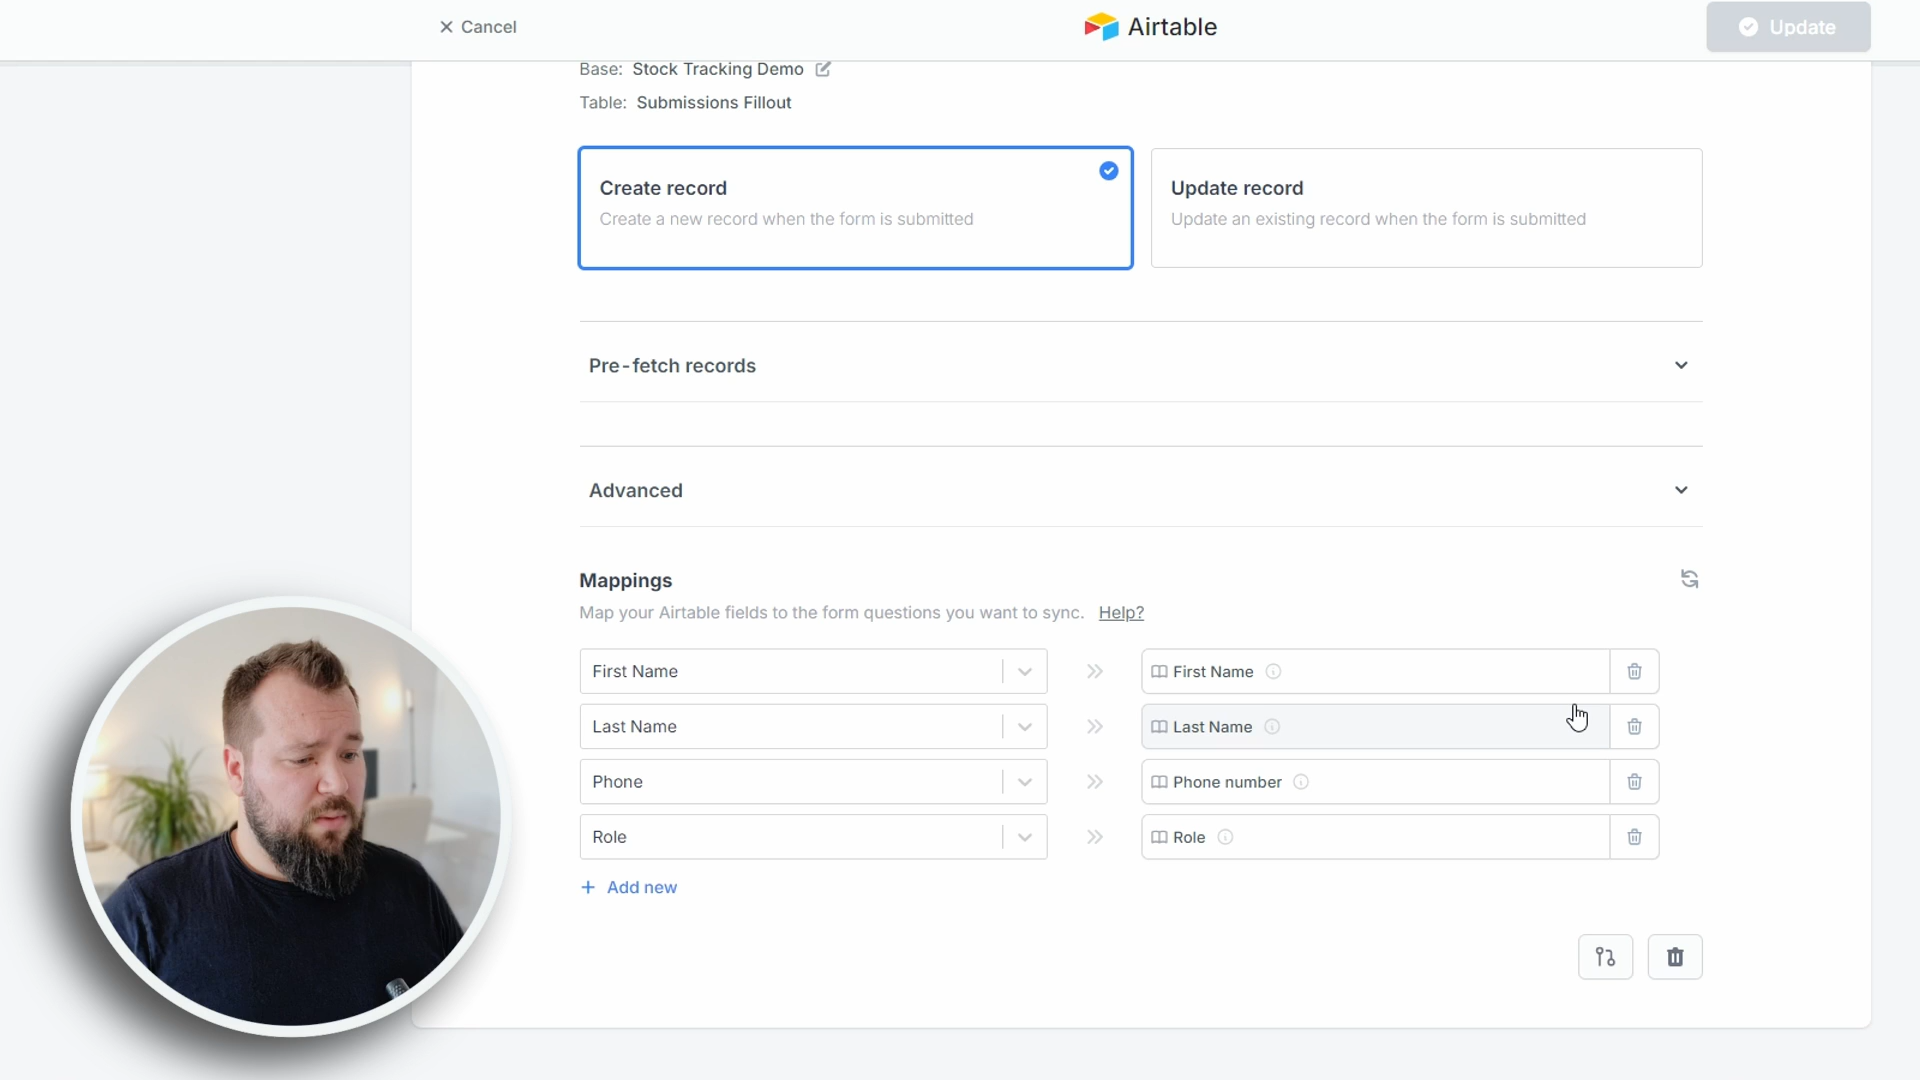 Cancel
Airtable
Update
Base: Stock Tracking Demo
Table: Submissions Fillout
Create record
Create a new record when the form is submitted
Update record
Update an existing record when the form is submitted
Pre-fetch records
Advanced
Mappings
Map your Airtable fields to the form questions you want to sync. Help?
First Name
First Name
Last Name
Last Name
Phone
Phone number
Role
Role
+ Add new